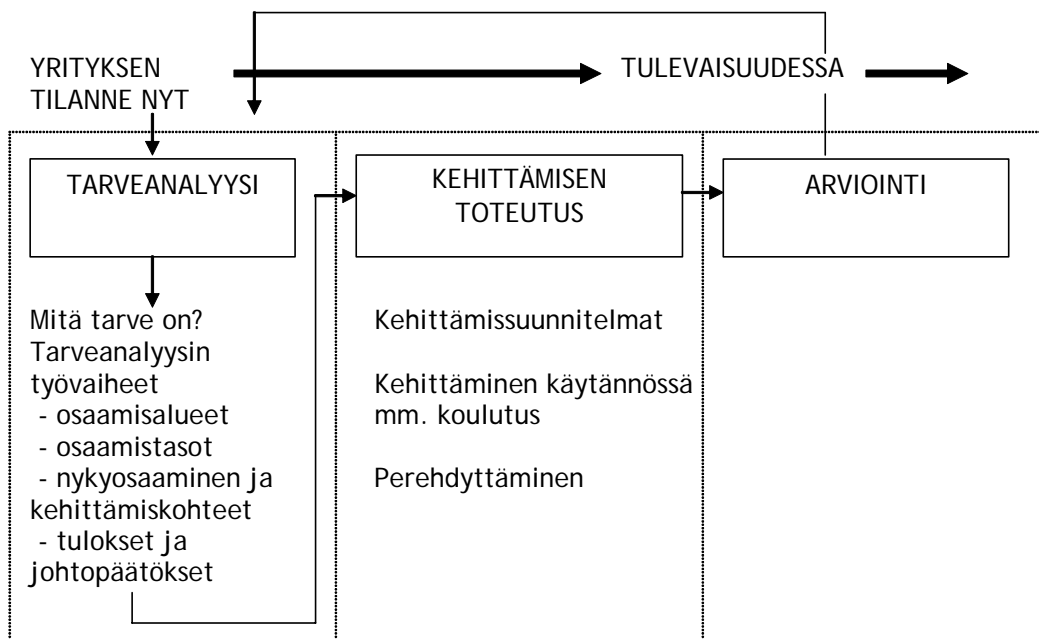 YRITYKSEN
TILANNE NYT
TULEVAISUUDESSA
TARVEANALYYSI
KEHITTÄMISEN
TOTEUTUS
ARVIOINTI
Mitä tarve on?
Tarveanalyysin
työvaiheet
- osaamisalueet
- osaamistasot
- nykyosaaminen ja
kehittämiskohteet
- tulokset ja
johtopäätökset
Kehittämissuunnitelmat
Kehittäminen käytännössä
mm. koulutus
Perehdyttäminen